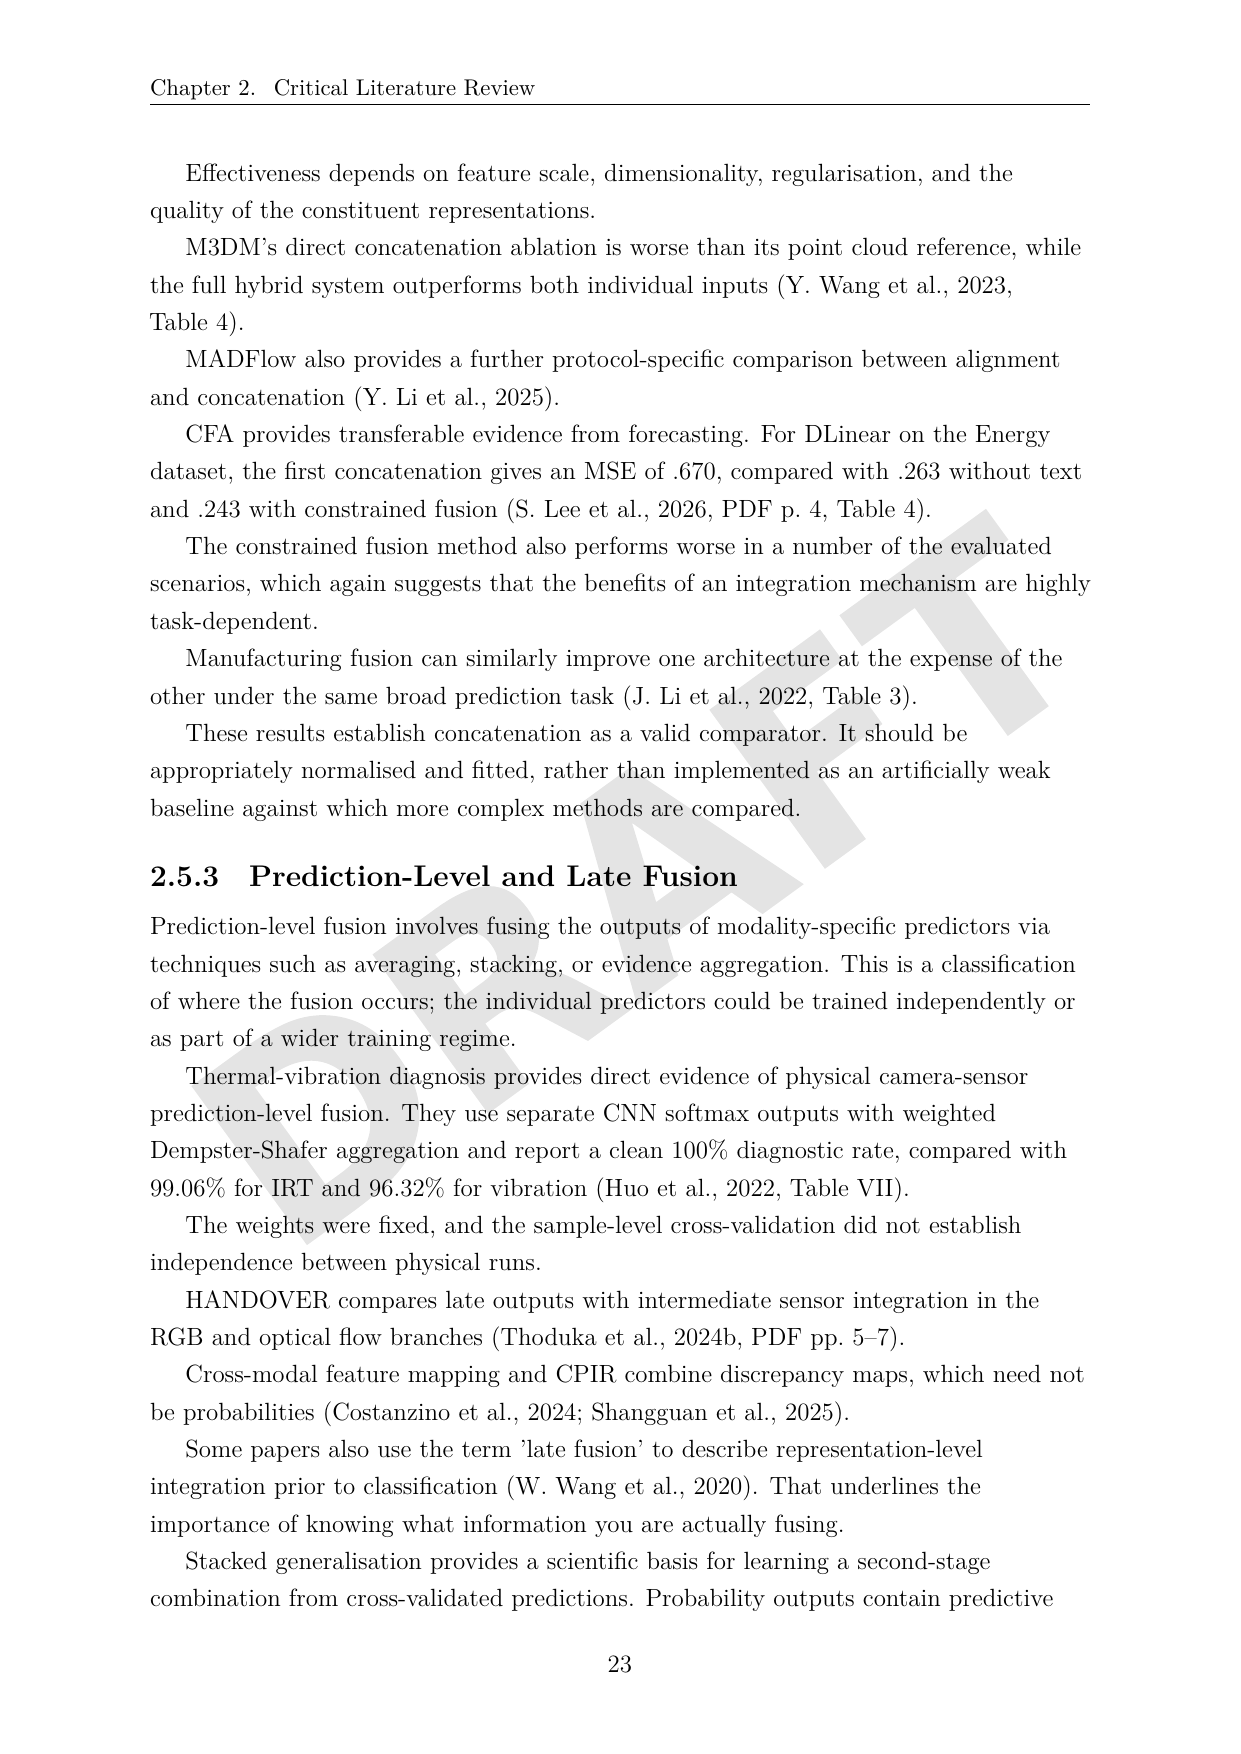 Chapter 2. Critical Literature Review
Effectiveness depends on feature scale, dimensionality, regularisation, and the
quality of the constituent representations.
M3DM's direct concatenation ablation is worse than its point cloud reference, while
the full hybrid system outperforms both individual inputs (Y. Wang et al., 2023,
Table 4).
MADFlow also provides a further protocol-specific comparison between alignment
and concatenation (Y. Li et al., 2025).
CFA provides transferable evidence from forecasting. For DLinear on the Energy
dataset, the first concatenation gives an MSE of .670, compared with .263 without text
and .243 with constrained fusion (S. Lee et al., 2026, PDF p. 4, Table 4).
The constrained fusion method also performs worse in a number of the evaluated
scenarios, which again suggests that the benefits of an integration mechanism are highly
task-dependent.
Manufacturing fusion can similarly improve one architecture at the expense of the
other under the same broad prediction task (J. Li et al., 2022, Table 3).
These results establish concatenation as a valid comparator. It should be
appropriately normalised and fitted, rather than implemented as an artificially weak
baseline against which more complex methods are compared.
2.5.3 Prediction-Level and Late Fusion
Prediction-level fusion involves fusing the outputs of modality-specific predictors via
techniques such as averaging, stacking, or evidence aggregation. This is a classification
of where the fusion occurs; the individual predictors could be trained independently or
as part of a wider training regime.
Thermal-vibration diagnosis provides direct evidence of physical camera-sensor
prediction-level fusion. They use separate CNN softmax outputs with weighted
Dempster-Shafer aggregation and report a clean 100% diagnostic rate, compared with
99.06% for IRT and 96.32% for vibration (Huo et al., 2022, Table VII).
The weights were fixed, and the sample-level cross-validation did not establish
independence between physical runs.
HANDOVER compares late outputs with intermediate sensor integration in the
RGB and optical flow branches (Thoduka et al., 2024b, PDF pp. 5–7).
Cross-modal feature mapping and CPIR combine discrepancy maps, which need not
be probabilities (Costanzino et al., 2024; Shangguan et al., 2025).
Some papers also use the term ’late fusion’ to describe representation-level
integration prior to classification (W. Wang et al., 2020). That underlines the
importance of knowing what information you are actually fusing.
Stacked generalisation provides a scientific basis for learning a second-stage
combination from cross-validated predictions. Probability outputs contain predictive
23
DRAFT